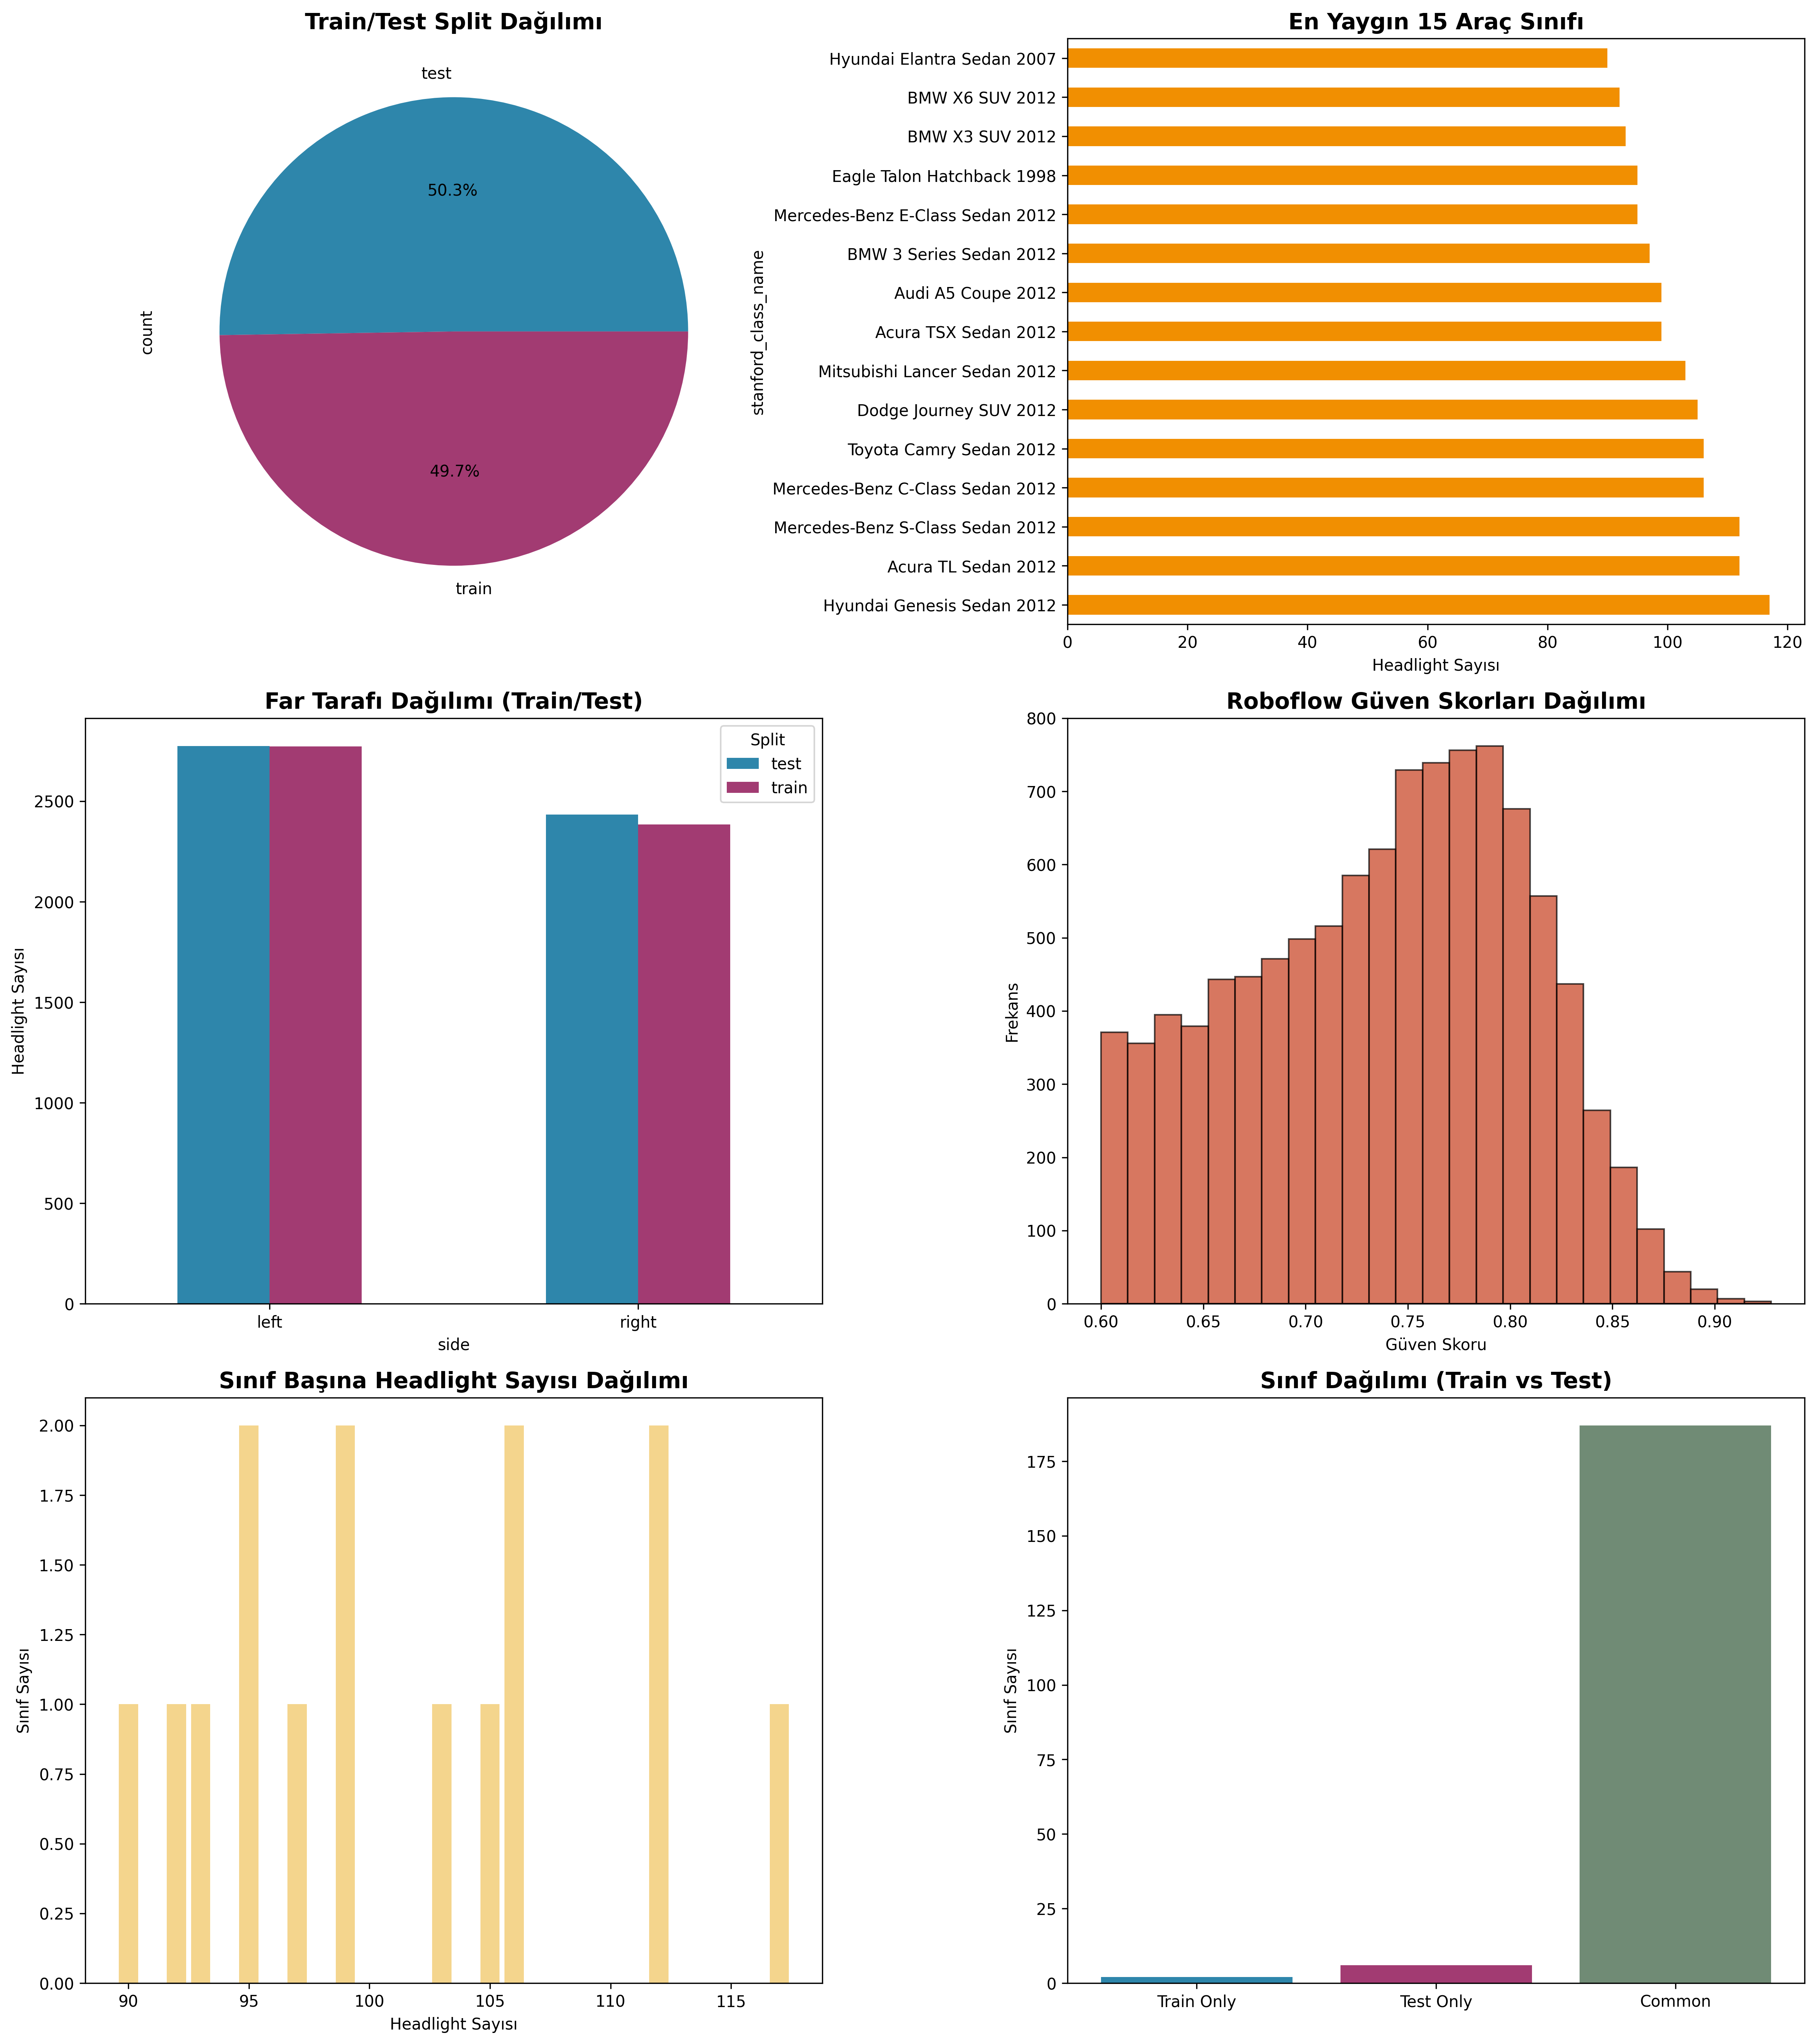 Train/Test Split Dağılımı
test
50.3%
count
49.7%
train
En Yaygın 15 Araç Sınıfı
stanford_class_name
Hyundai Elantra Sedan 2007
BMW X6 SUV 2012
BMW X3 SUV 2012
Eagle Talon Hatchback 1998
Mercedes-Benz E-Class Sedan 2012
BMW 3 Series Sedan 2012
Audi A5 Coupe 2012
Acura TSX Sedan 2012
Mitsubishi Lancer Sedan 2012
Dodge Journey SUV 2012
Toyota Camry Sedan 2012
Mercedes-Benz C-Class Sedan 2012
Mercedes-Benz S-Class Sedan 2012
Acura TL Sedan 2012
Hyundai Genesis Sedan 2012
0 20 40 60 80 100 120
Headlight Sayısı
Far Tarafı Dağılımı (Train/Test)
Split
test
train
Headlight Sayısı
2500
2000
1500
1000
500
0
left right
side
Roboflow Güven Skorları Dağılımı
Frekans
800
700
600
500
400
300
200
100
0
0.60 0.65 0.70 0.75 0.80 0.85 0.90
Güven Skoru
Sınıf Başına Headlight Sayısı Dağılımı
Sınıf Sayısı
2.00
1.75
1.50
1.25
1.00
0.75
0.50
0.25
0.00
90 95 100 105 110 115
Headlight Sayısı
Sınıf Dağılımı (Train vs Test)
Sınıf Sayısı
175
150
125
100
75
50
25
0
Train Only Test Only Common